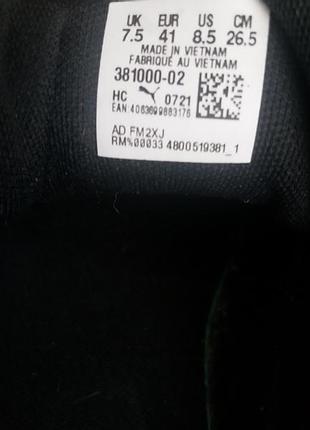 UK EUR US CM
7.5 41 8.5 26.5
MADE IN VIETNAM
FABRIQUÉ AU VIETNAM
381000-02
HC 0721
EAN:4063699883176
AD FM2XJ
RM%00033 4800519381_1